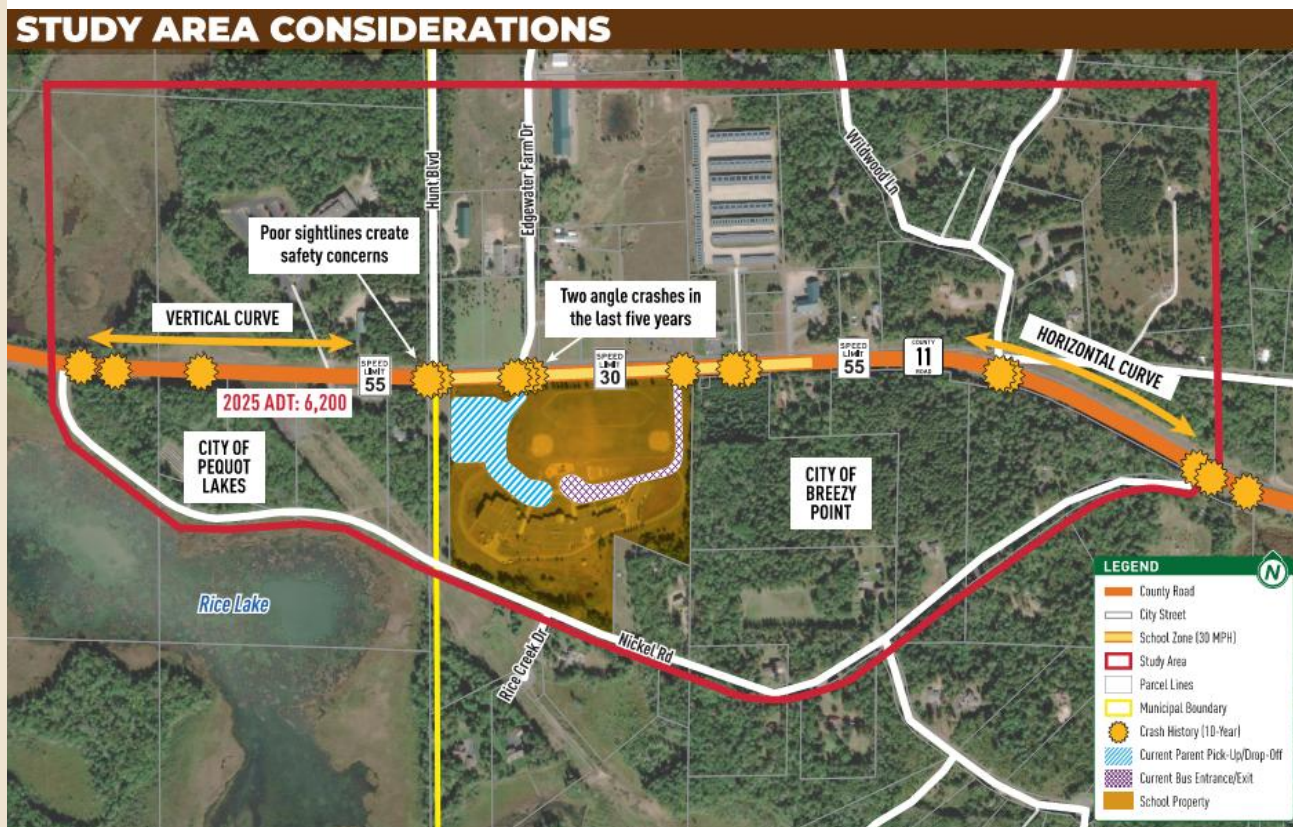 STUDY AREA CONSIDERATIONS
Hunt Blvd
Edgewater Farm Dr
Wildwood Ln
Poor sightlines create
safety concerns
Two angle crashes in
the last five years
VERTICAL CURVE
HORIZONTAL CURVE
SPEED
LIMIT
55
SPEED
LIMIT
30
SPEED
LIMIT
55
COUNTY
11
ROAD
2025 ADT: 6,200
CITY OF
PEQUOT
LAKES
CITY OF
BREEZY
POINT
Rice Lake
Rice Creek Dr
Nickel Rd
LEGEND
N
County Road
City Street
School Zone (30 MPH)
Study Area
Parcel Lines
Municipal Boundary
Crash History (10-Year)
Current Parent Pick-Up/Drop-Off
Current Bus Entrance/Exit
School Property